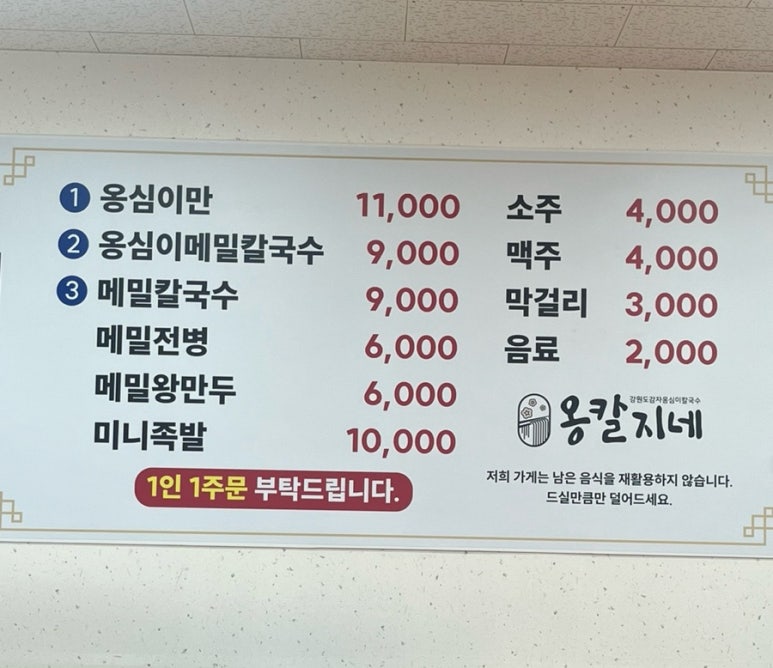 1 옹심이만 11,000
2 옹심이메밀칼국수 9,000
3 메밀칼국수 9,000
메밀전병 6,000
메밀왕만두 6,000
미니족발 10,000
1인 1주문 부탁드립니다.
소주 4,000
맥주 4,000
막걸리 3,000
음료 2,000
강원도감자옹심이칼국수
옹칼지네
저희 가게는 남은 음식을 재활용하지 않습니다.
드실만큼만 덜어드세요.